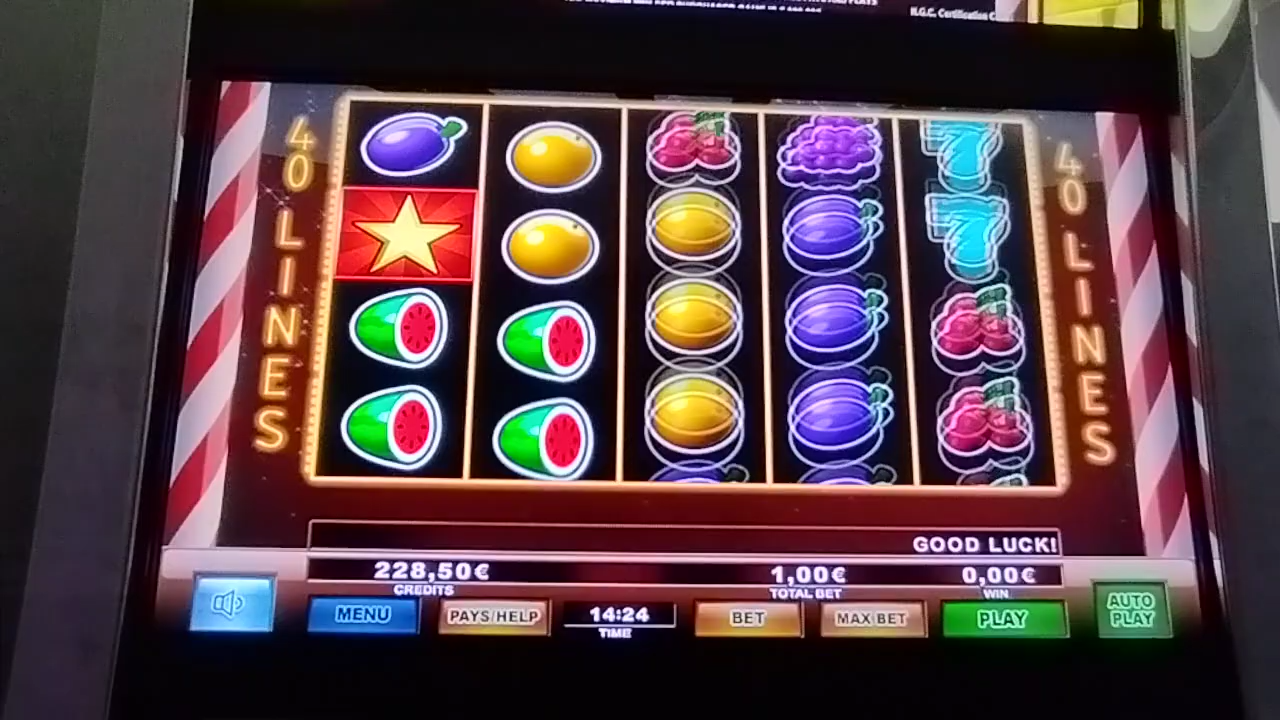 H.G.C. Certification C
40 LINES
40 LINES
GOOD LUCK!
228,50€
1,00€
0,00€
CREDITS
TOTAL BET
WIN
MENU
PAYS/HELP
14:24
TIME
BET
MAX BET
PLAY
AUTO
PLAY